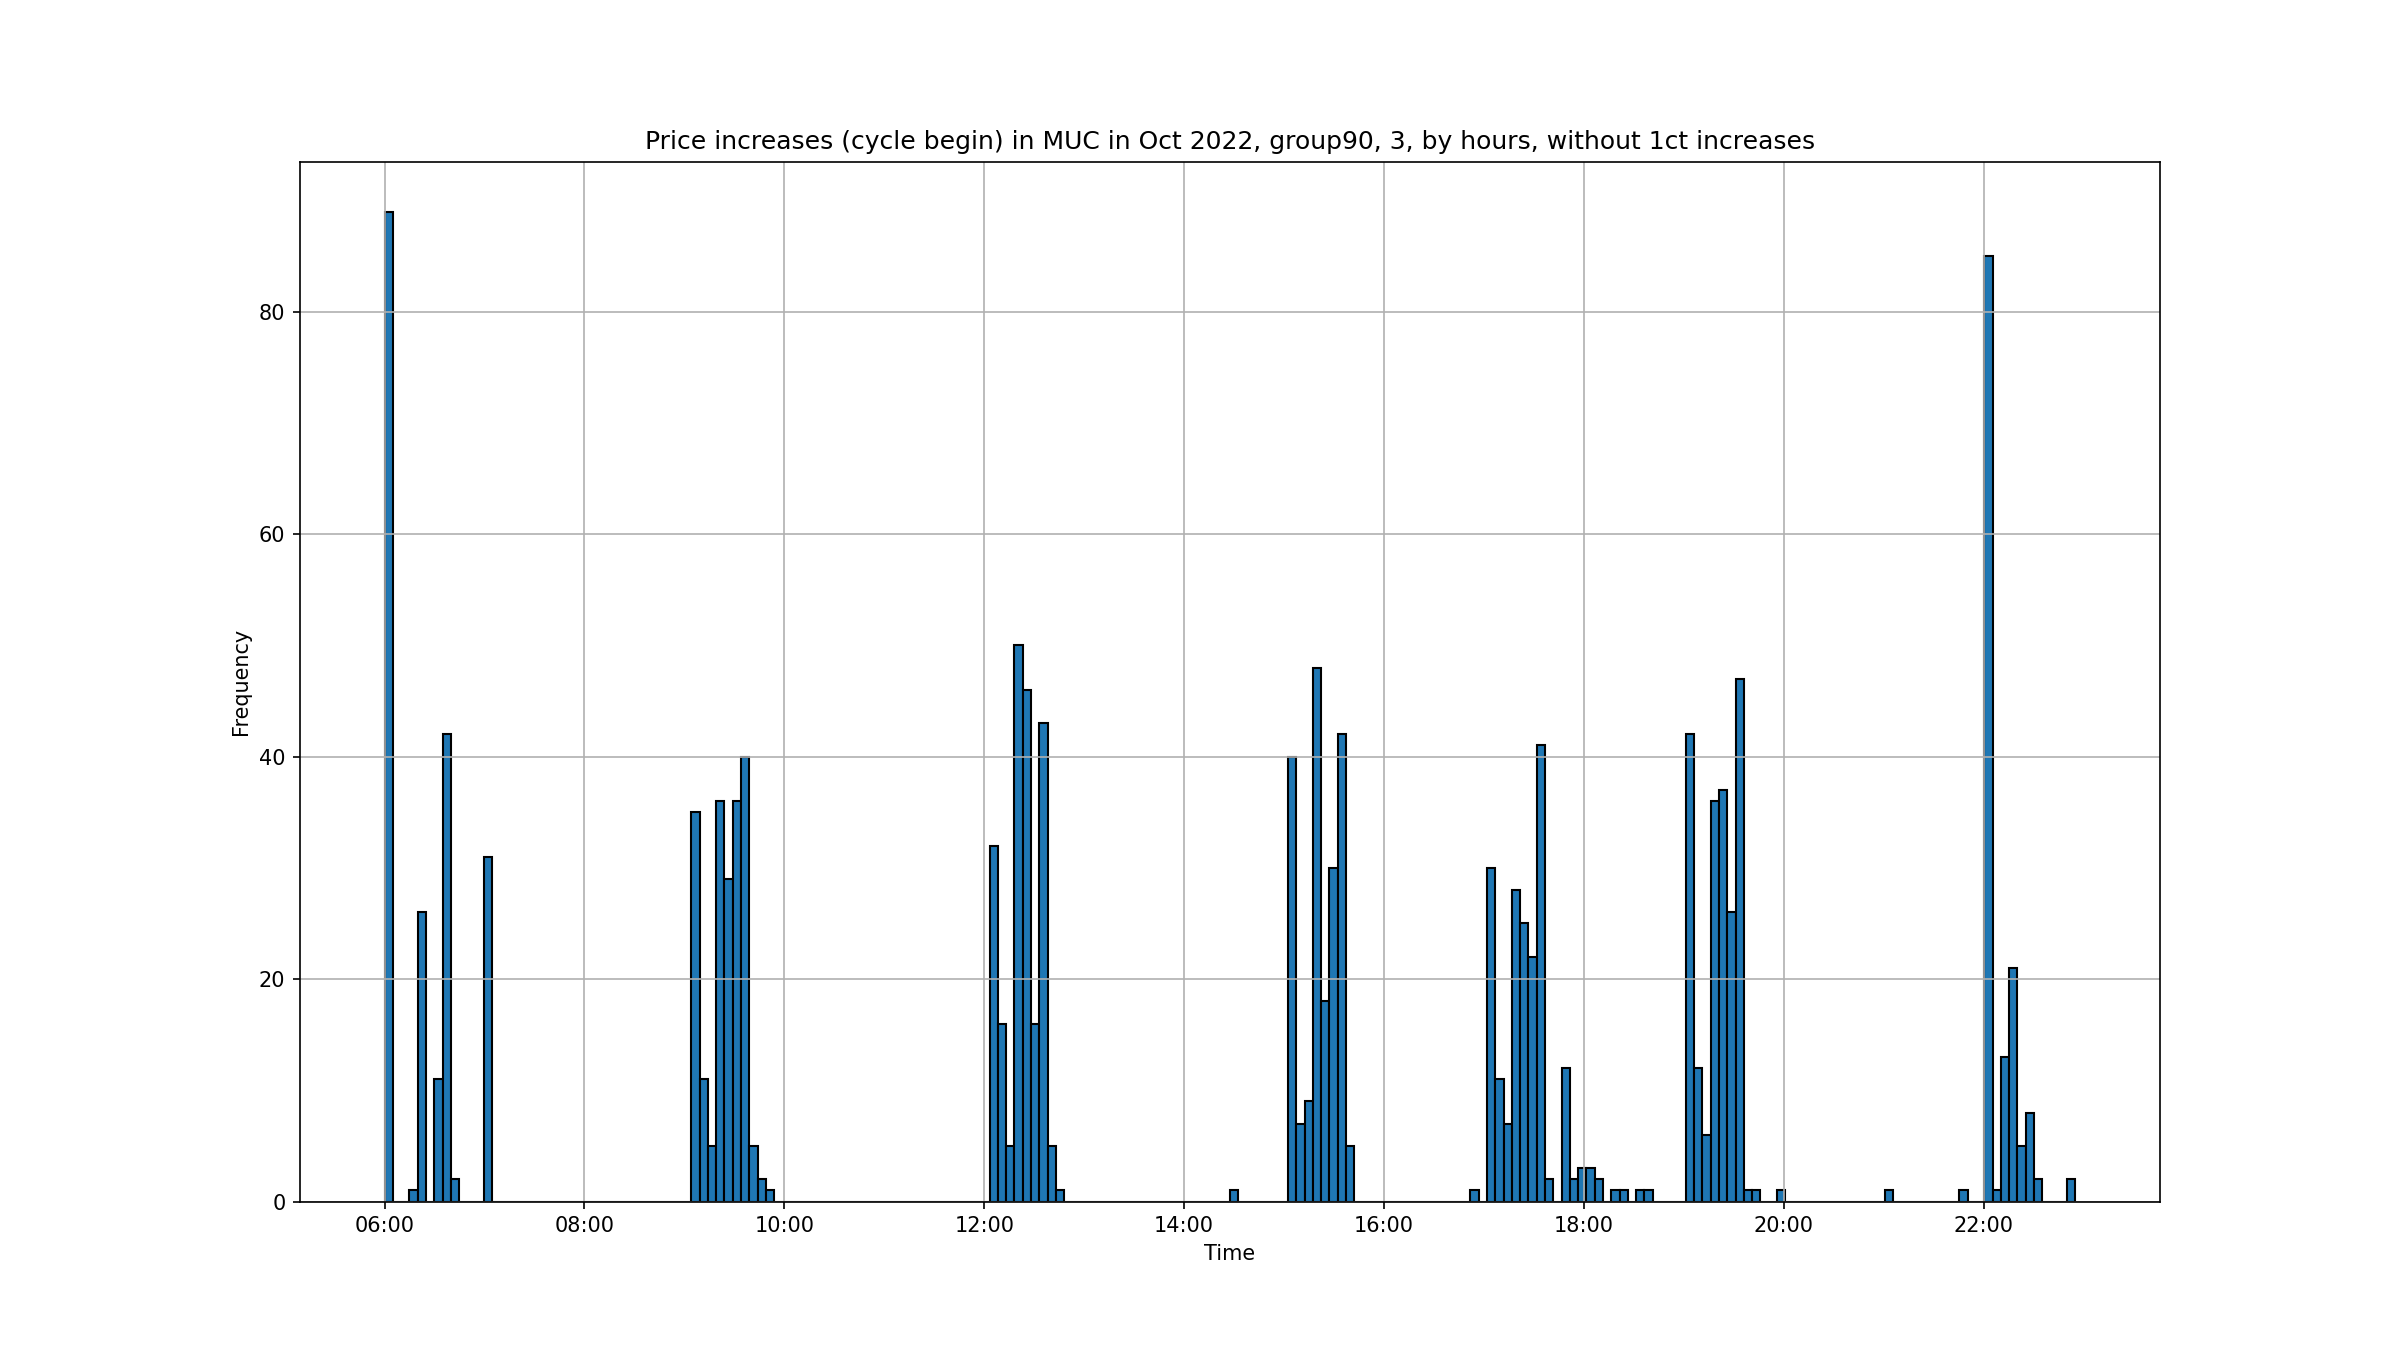 Price increases (cycle begin) in MUC in Oct 2022, group90, 3, by hours, without 1ct increases
Frequency
80
60
40
20
0
06:00 08:00 10:00 12:00 14:00 16:00 18:00 20:00 22:00
Time